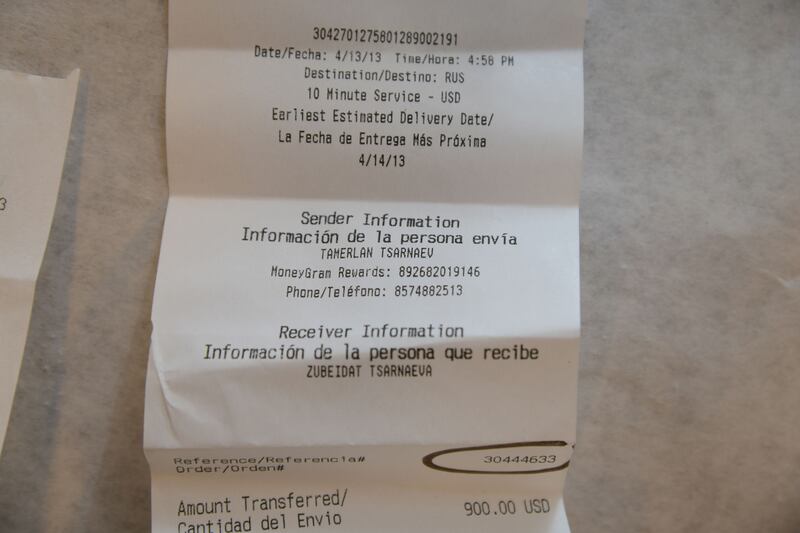 3042701275801289002191
Date/Fecha: 4/13/13 Time/Hora: 4:58 PM
Destination/Destino: RUS
10 Minute Service - USD
Earliest Estimated Delivery Date/
La Fecha de Entrega Más Próxima
4/14/13
3
Sender Information
Información de la persona envía
TAMERLAN TSARNAEV
MoneyGram Rewards: 892682019146
Phone/Teléfono: 8574882513
Receiver Information
Información de la persona que recibe
ZUBEIDAT TSARNAEVA
Reference/Referencia#
30444633
Order/Orden#
Amount Transferred/
900.00 USD
Cantidad del Envio